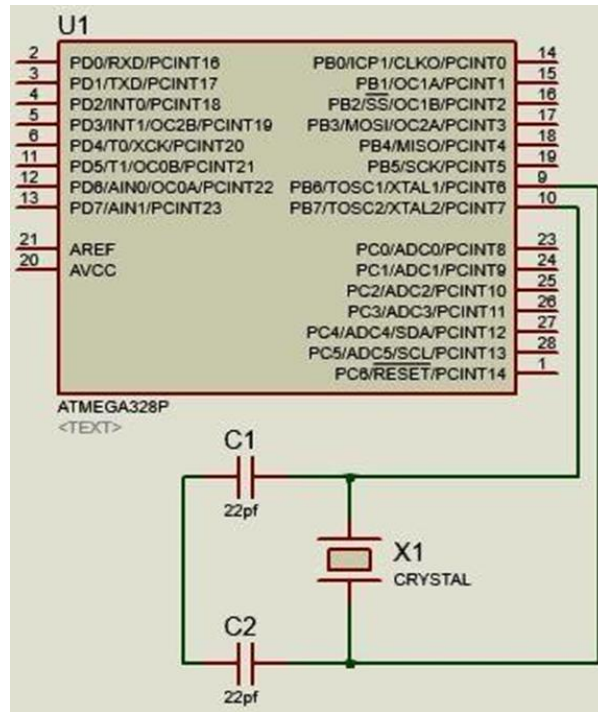 U1
2 PD0/RXD/PCINT16 PB0/ICP1/CLKO/PCINT0 14
3 PD1/TXD/PCINT17 PB1/OC1A/PCINT1 15
4 PD2/INT0/PCINT18 PB2/SS/OC1B/PCINT2 16
5 PD3/INT1/OC2B/PCINT19 PB3/MOSI/OC2A/PCINT3 17
6 PD4/T0/XCK/PCINT20 PB4/MISO/PCINT4 18
11 PD5/T1/OC0B/PCINT21 PB5/SCK/PCINT5 19
12 PD6/AIN0/OC0A/PCINT22 PB6/TOSC1/XTAL1/PCINT6 9
13 PD7/AIN1/PCINT23 PB7/TOSC2/XTAL2/PCINT7 10
21 AREF PC0/ADC0/PCINT8 23
20 AVCC PC1/ADC1/PCINT9 24
PC2/ADC2/PCINT10 25
PC3/ADC3/PCINT11 26
PC4/ADC4/SDA/PCINT12 27
PC5/ADC5/SCL/PCINT13 28
PC6/RESET/PCINT14 1
ATMEGA328P
<TEXT>
C1
22pf
X1
CRYSTAL
C2
22pf